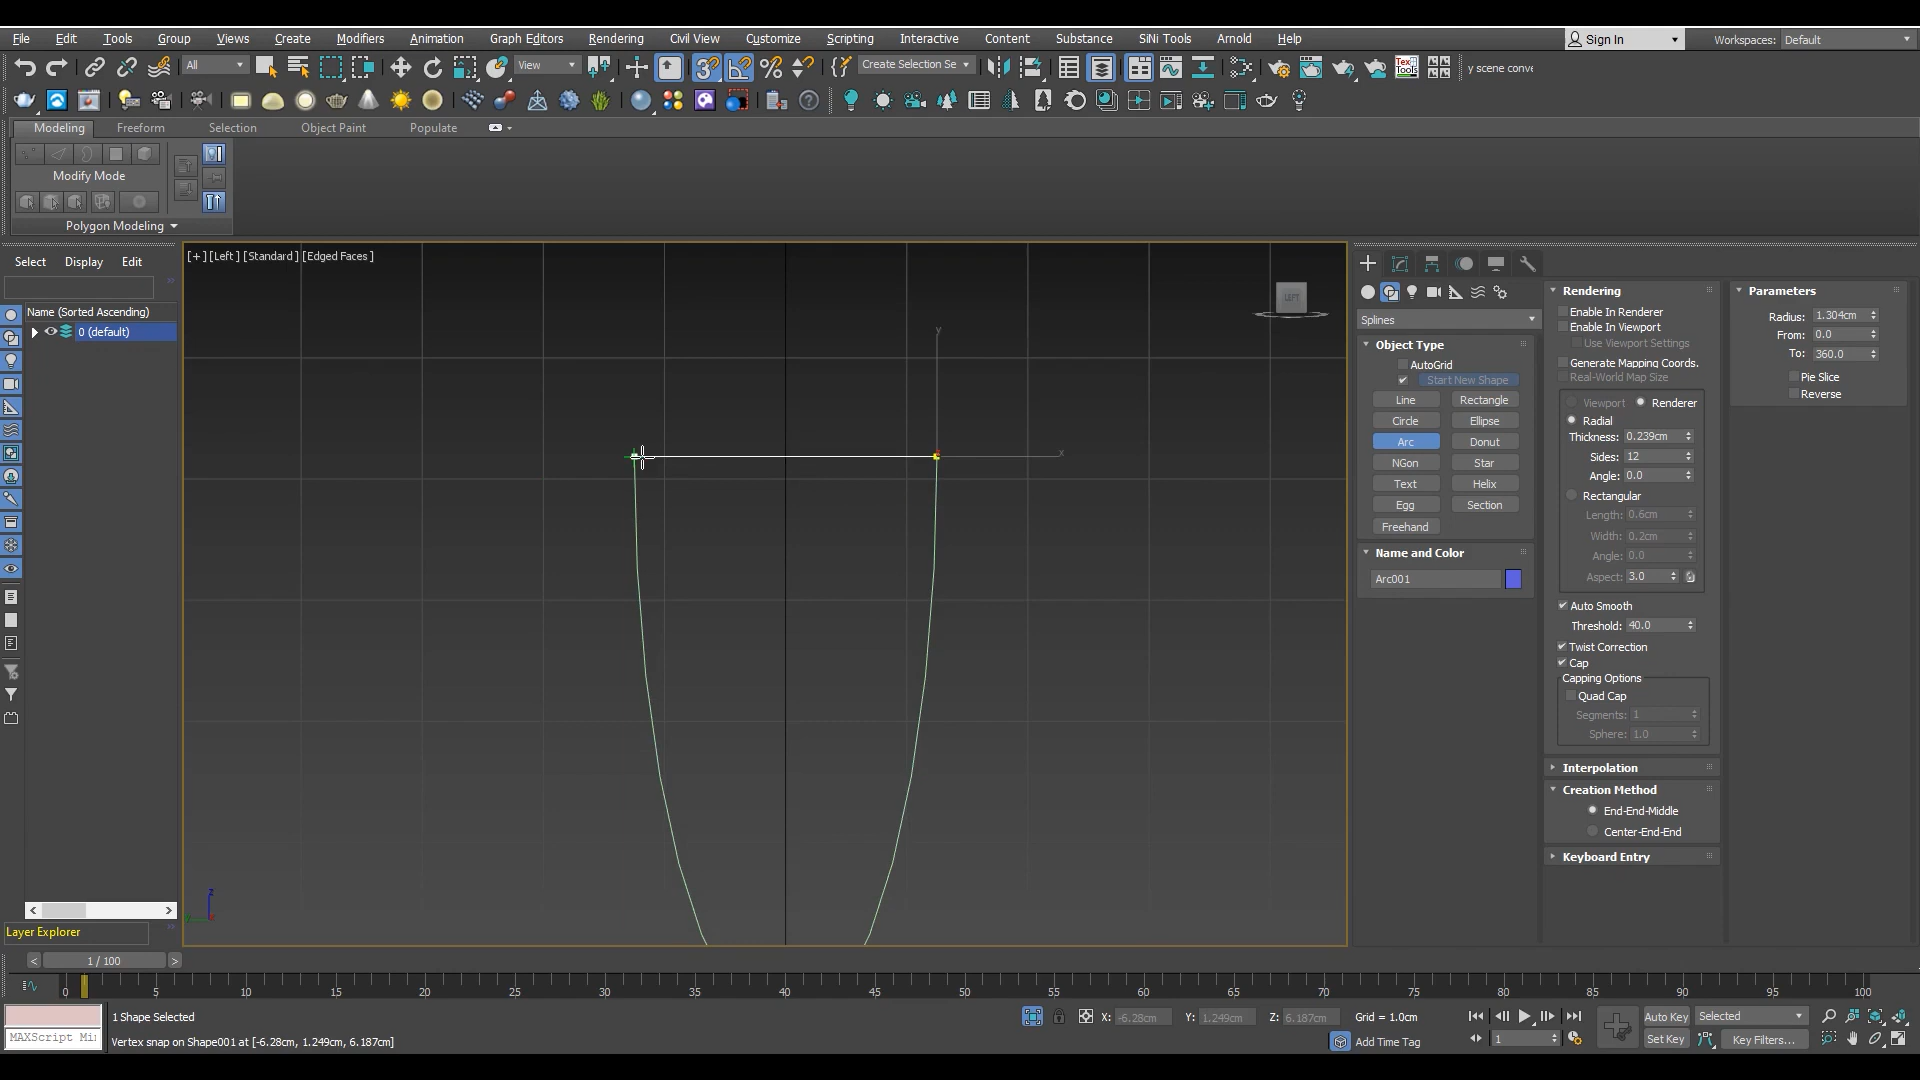 File Edit Tools Group Views Create Modifiers Animation Graph Editors Rendering Civil View Customize Scripting Interactive Content Substance SiNi Tools Arnold Help Sign In Workspaces: Default
All View Create Selection Se y scene conve
Modeling Freeform Selection Object Paint Populate
Modify Mode
Polygon Modeling
Select Display Edit
Name (Sorted Ascending)
0 (default)
Layer Explorer
[+] [Left] [Standard] [Edged Faces]
LEFT
y
x
z
Splines
Object Type
AutoGrid
Start New Shape
Line Rectangle
Circle Ellipse
Arc Donut
NGon Star
Text Helix
Egg Section
Freehand
Name and Color
Arc001
Rendering
Enable In Renderer
Enable In Viewport
Use Viewport Settings
Generate Mapping Coords.
Real-World Map Size
Viewport Renderer
Radial
Thickness: 0.239cm
Sides: 12
Angle: 0.0
Rectangular
Length: 0.6cm
Width: 0.2cm
Angle: 0.0
Aspect: 3.0
Auto Smooth
Threshold: 40.0
Twist Correction
Cap
Capping Options
Quad Cap
Segments: 1
Sphere: 1.0
Interpolation
Creation Method
End-End-Middle
Center-End-End
Keyboard Entry
Parameters
Radius: 1.304cm
From: 0.0
To: 360.0
Pie Slice
Reverse
< 1 / 100 >
0 5 10 15 20 25 30 35 40 45 50 55 60 65 70 75 80 85 90 95 100
1 Shape Selected X: -6.28cm Y: 1.249cm Z: 6.187cm Grid = 1.0cm Auto Key Selected
MAXScript Mi Vertex snap on Shape001 at [-6.28cm, 1.249cm, 6.187cm] Add Time Tag 1 Set Key Key Filters...